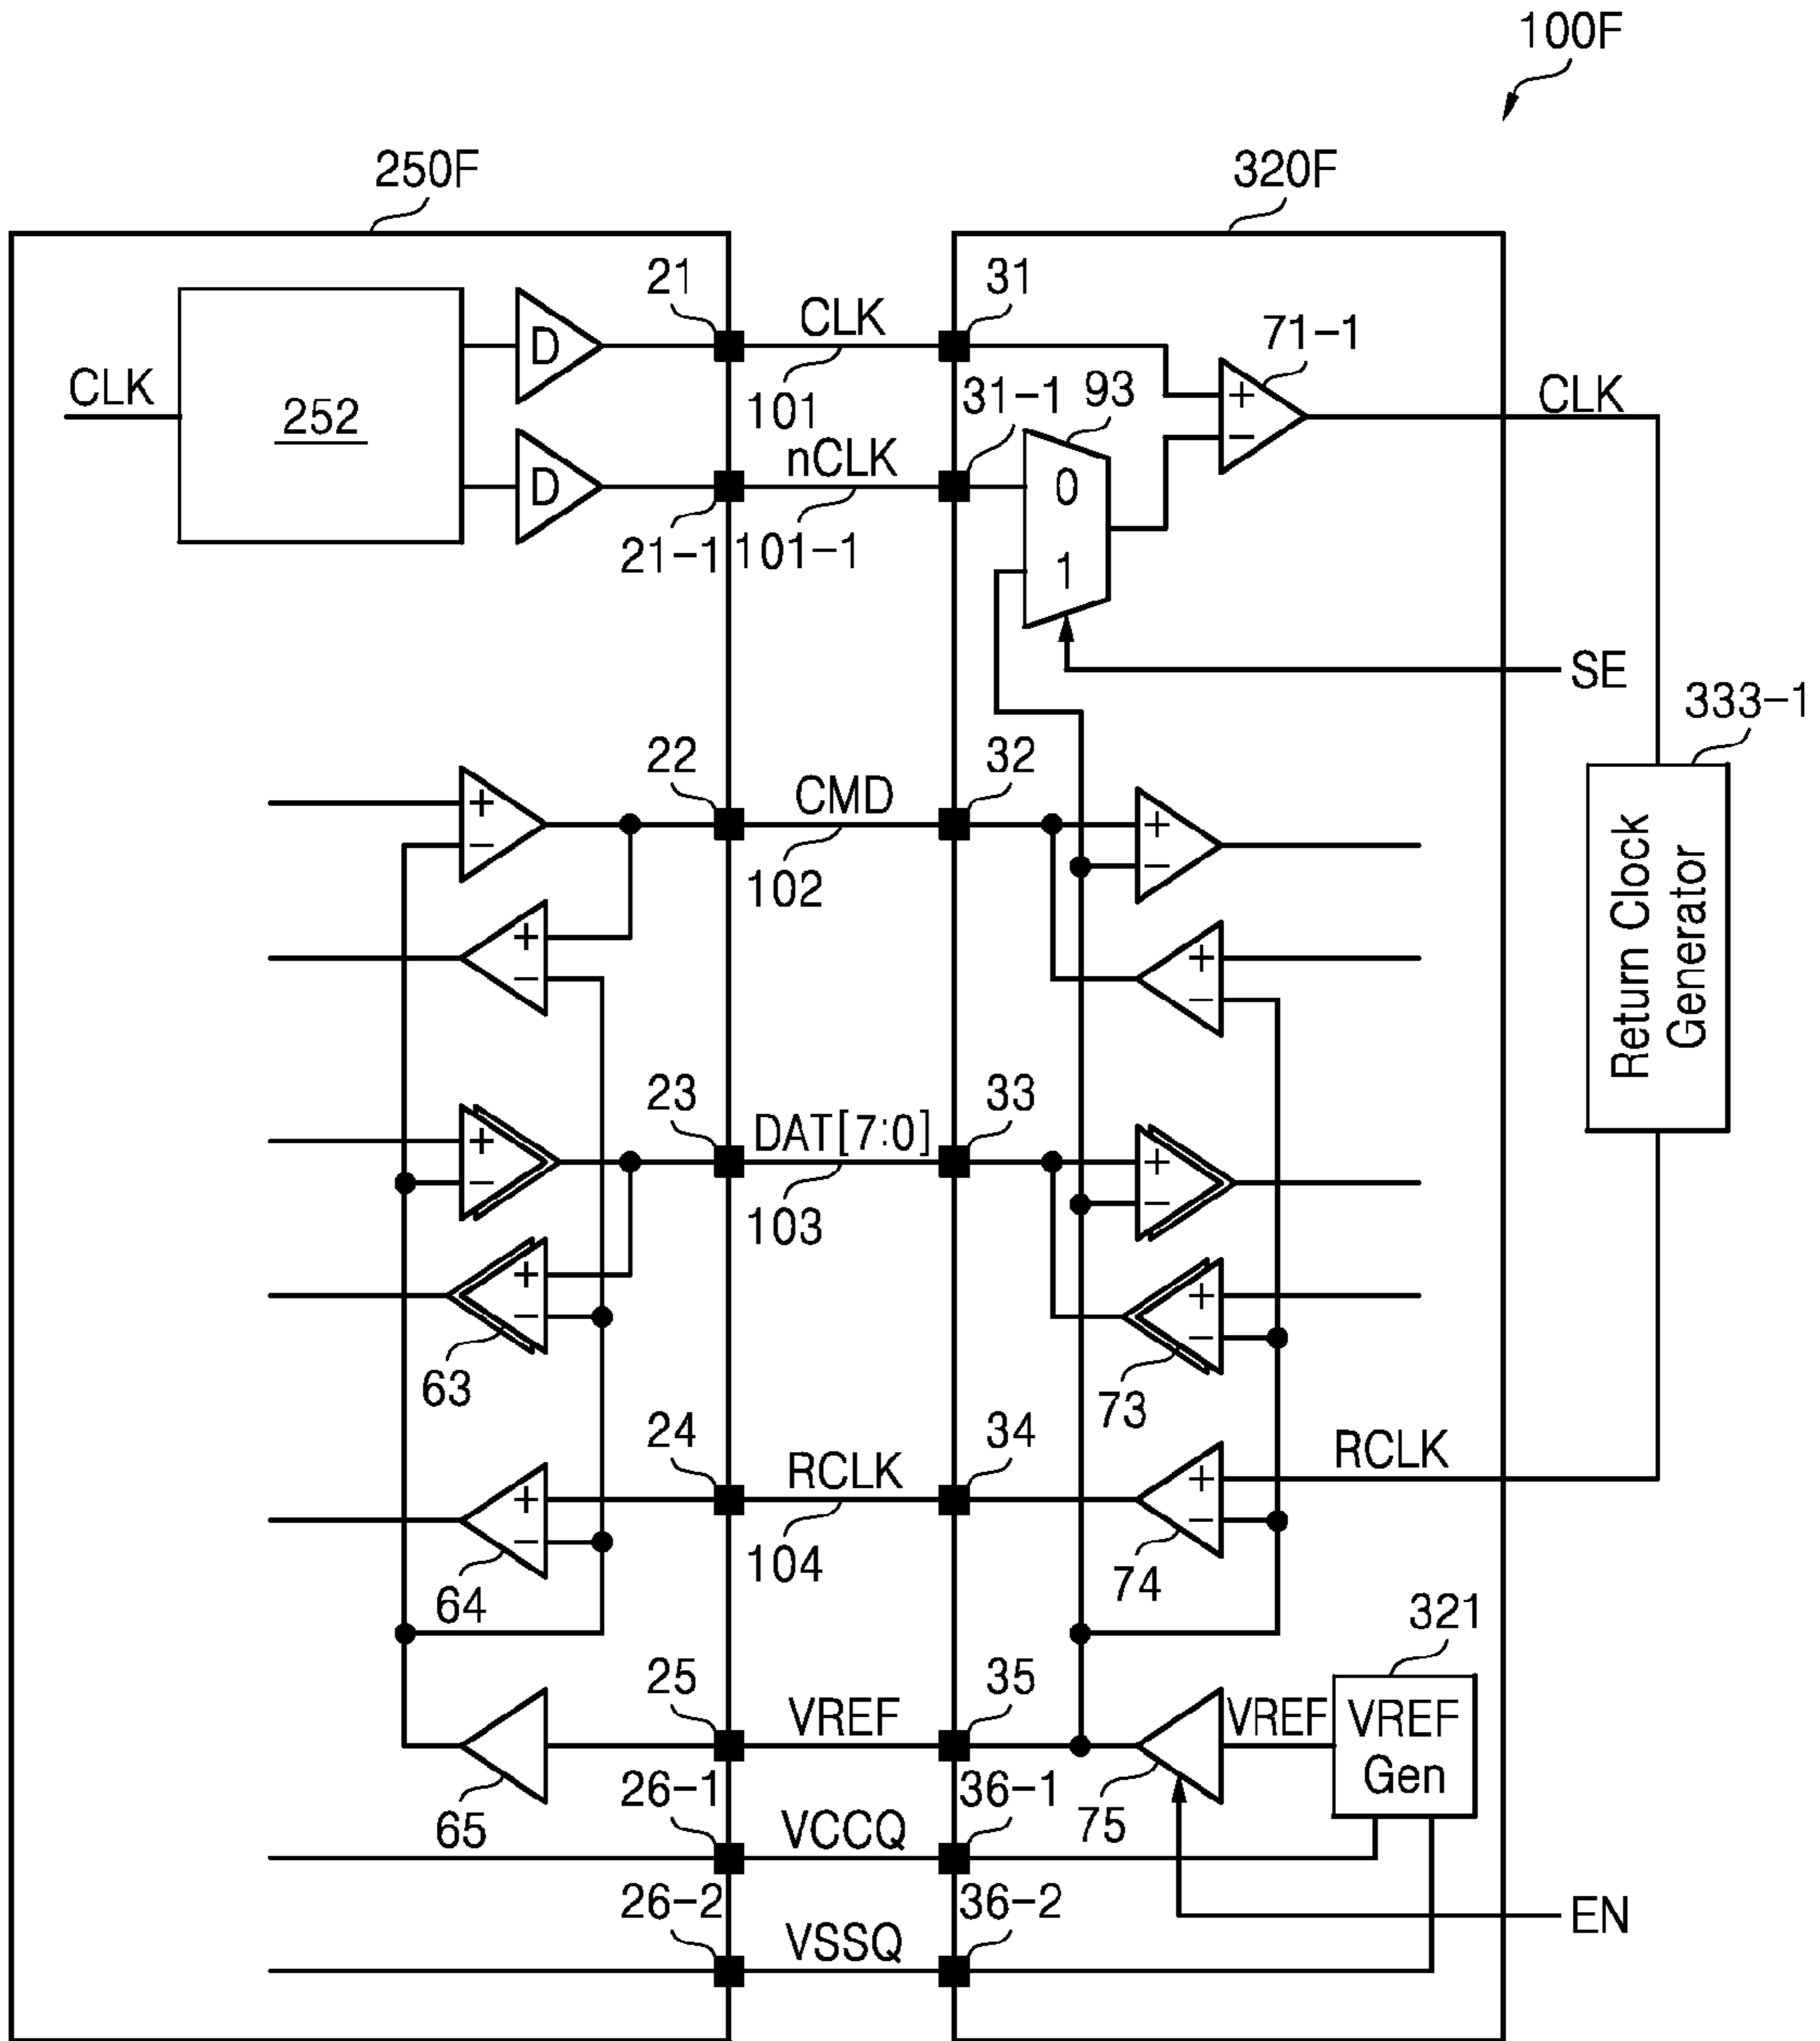 100F
250F
320F
21
CLK
31
71-1
D
CLK
CLK
252
101
31-1
93
+
−
nCLK
0
D
21-1
101-1
1
SE
333-1
22
CMD
32
+
−
102
+
−
+
−
+
−
Return Clock
Generator
23
DAT[7:0]
33
+
−
103
+
−
+
−
63
+
−
73
24
RCLK
34
RCLK
+
−
104
+
−
64
74
321
25
VREF
35
VREF
VREF
Gen
65
26-1
VCCQ
36-1
75
26-2
VSSQ
36-2
EN